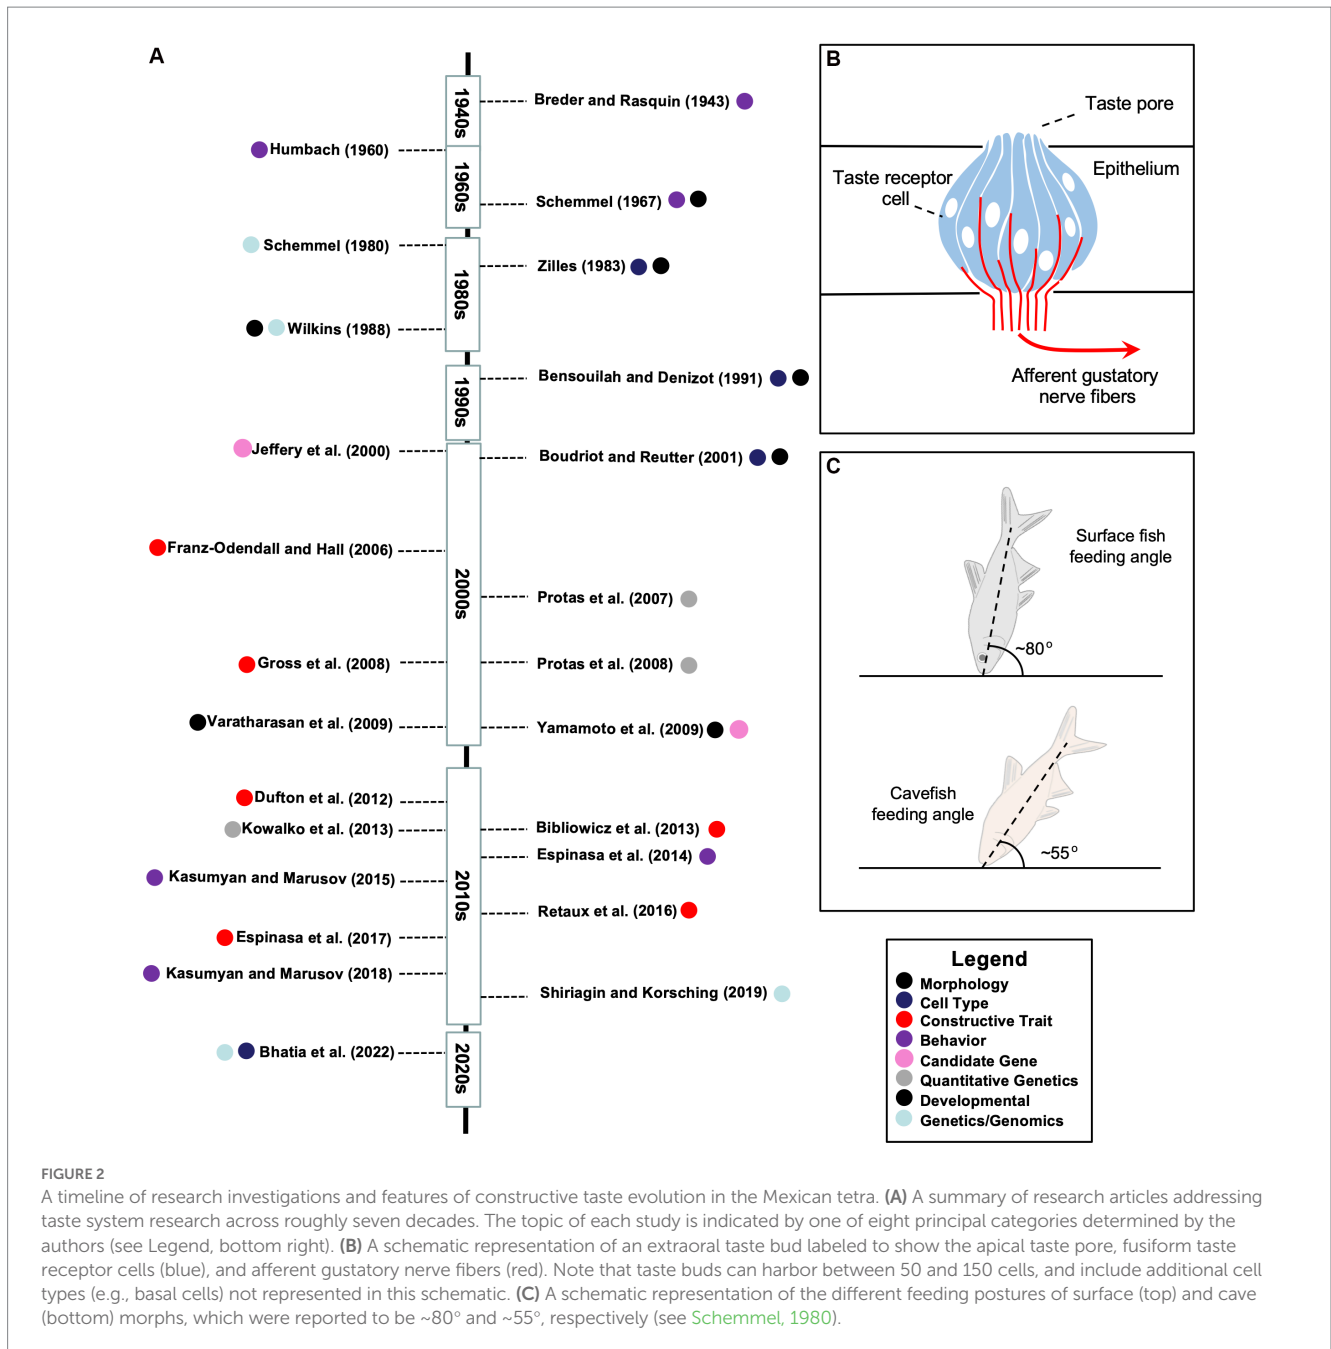 A
1940s
Breder and Rasquin (1943)
Humbach (1960)
1960s
Schemmel (1967)
Schemmel (1980)
1980s
Zilles (1983)
Wilkins (1988)
1990s
Bensouilah and Denizot (1991)
Jeffery et al. (2000)
2000s
Boudriot and Reutter (2001)
Franz-Odendall and Hall (2006)
Protas et al. (2007)
Gross et al. (2008)
Protas et al. (2008)
Varatharasan et al. (2009)
Yamamoto et al. (2009)
2010s
Dufton et al. (2012)
Kowalko et al. (2013)
Bibliowicz et al. (2013)
Espinasa et al. (2014)
Kasumyan and Marusov (2015)
Retaux et al. (2016)
Espinasa et al. (2017)
Kasumyan and Marusov (2018)
Shiriagin and Korsching (2019)
Bhatia et al. (2022)
2020s
B
Taste pore
Epithelium
Taste receptor
cell
Afferent gustatory
nerve fibers
C
Surface fish
feeding angle
~80°
Cavefish
feeding angle
~55°
Legend
Morphology
Cell Type
Constructive Trait
Behavior
Candidate Gene
Quantitative Genetics
Developmental
Genetics/Genomics
FIGURE 2
A timeline of research investigations and features of constructive taste evolution in the Mexican tetra. (A) A summary of research articles addressing
taste system research across roughly seven decades. The topic of each study is indicated by one of eight principal categories determined by the
authors (see Legend, bottom right). (B) A schematic representation of an extraoral taste bud labeled to show the apical taste pore, fusiform taste
receptor cells (blue), and afferent gustatory nerve fibers (red). Note that taste buds can harbor between 50 and 150 cells, and include additional cell
types (e.g., basal cells) not represented in this schematic. (C) A schematic representation of the different feeding postures of surface (top) and cave
(bottom) morphs, which were reported to be ~80° and ~55°, respectively (see Schemmel, 1980).